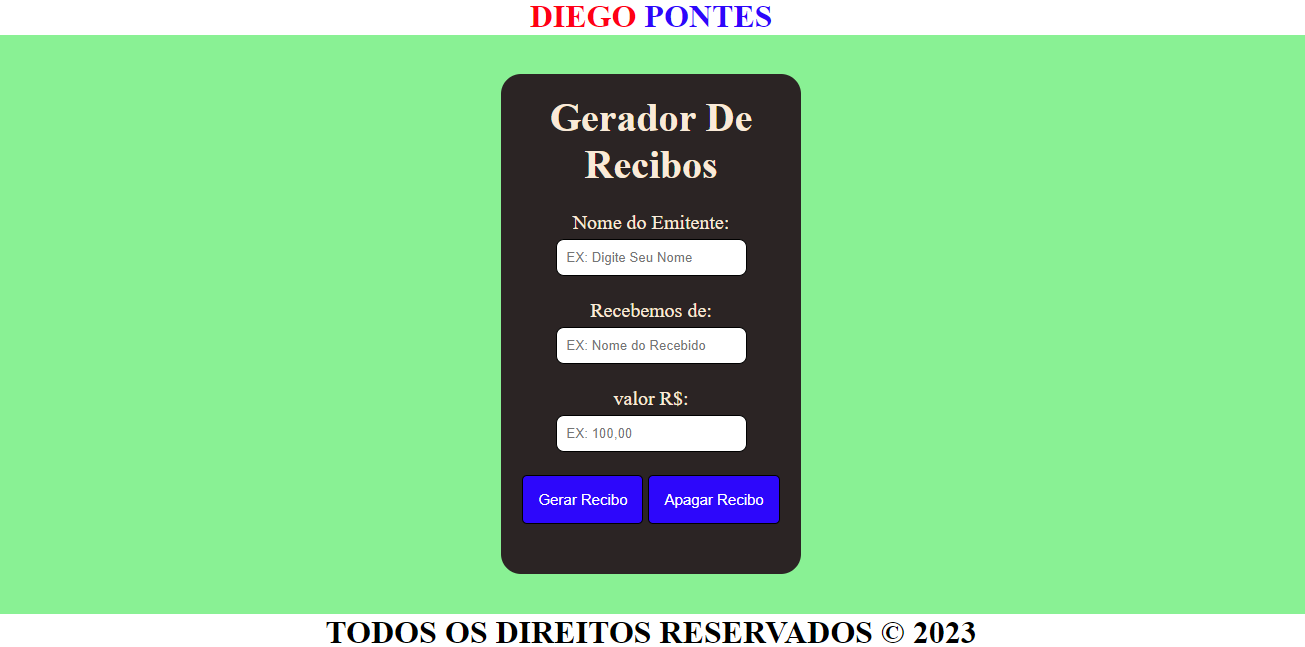 DIEGO PONTES
Gerador De
Recibos
Nome do Emitente:
EX: Digite Seu Nome
Recebemos de:
EX: Nome do Recebido
valor R$:
EX: 100,00
Gerar Recibo Apagar Recibo
TODOS OS DIREITOS RESERVADOS © 2023